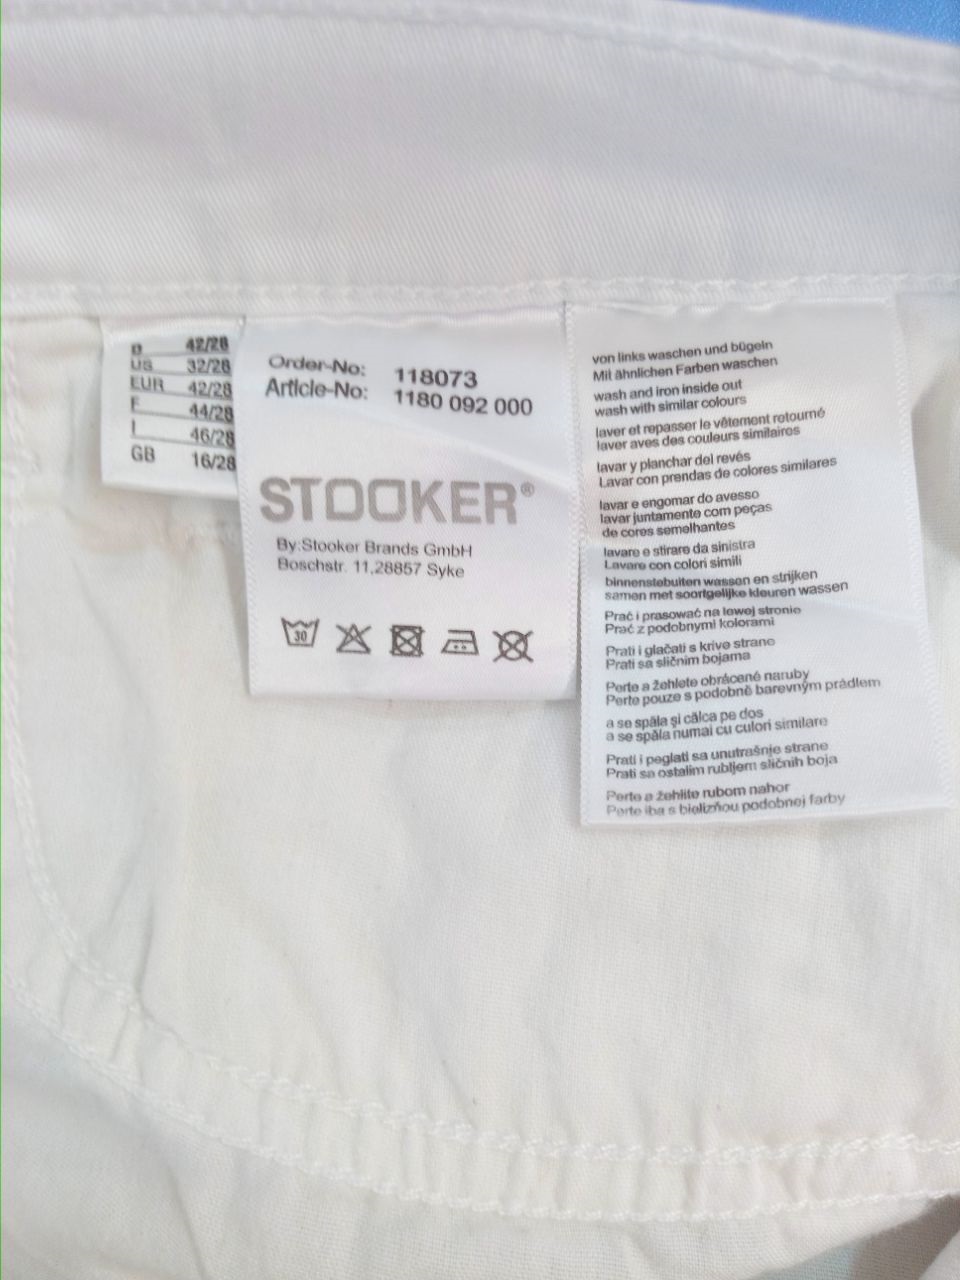 D 42/28
US 32/28
EUR 42/28
F 44/28
I 46/28
GB 16/28
Order-No: 118073
Article-No: 1180 092 000
STOOKER®
By:Stooker Brands GmbH
Boschstr. 11,28857 Syke
30
von links waschen und bügeln
Mit ähnlichen Farben waschen
wash and iron inside out
wash with similar colours
laver et repasser le vêtement retourné
laver aves des couleurs similaires
lavar y planchar del revés
Lavar con prendas de colores similares
lavar e engomar do avesso
lavar juntamente com peças
de cores semelhantes
lavare e stirare da sinistra
Lavare con colori simili
binnenstebuiten wassen en strijken
samen met soortgelijke kleuren wassen
Prać i prasować na lewej stronie
Prać z podobnymi kolorami
Prati i glačati s krive strane
Prati sa sličnim bojama
Perte a žehlete obrácené naruby
Perte pouze s podobně barevným prádlem
a se spăla şi călca pe dos
a se spăla numai cu culori similare
Prati i peglati sa unutrašnje strane
Prati sa ostalim rubljem sličnih boja
Perte a žehlite rubom nahor
Perte iba s bielizňou podobnej farby